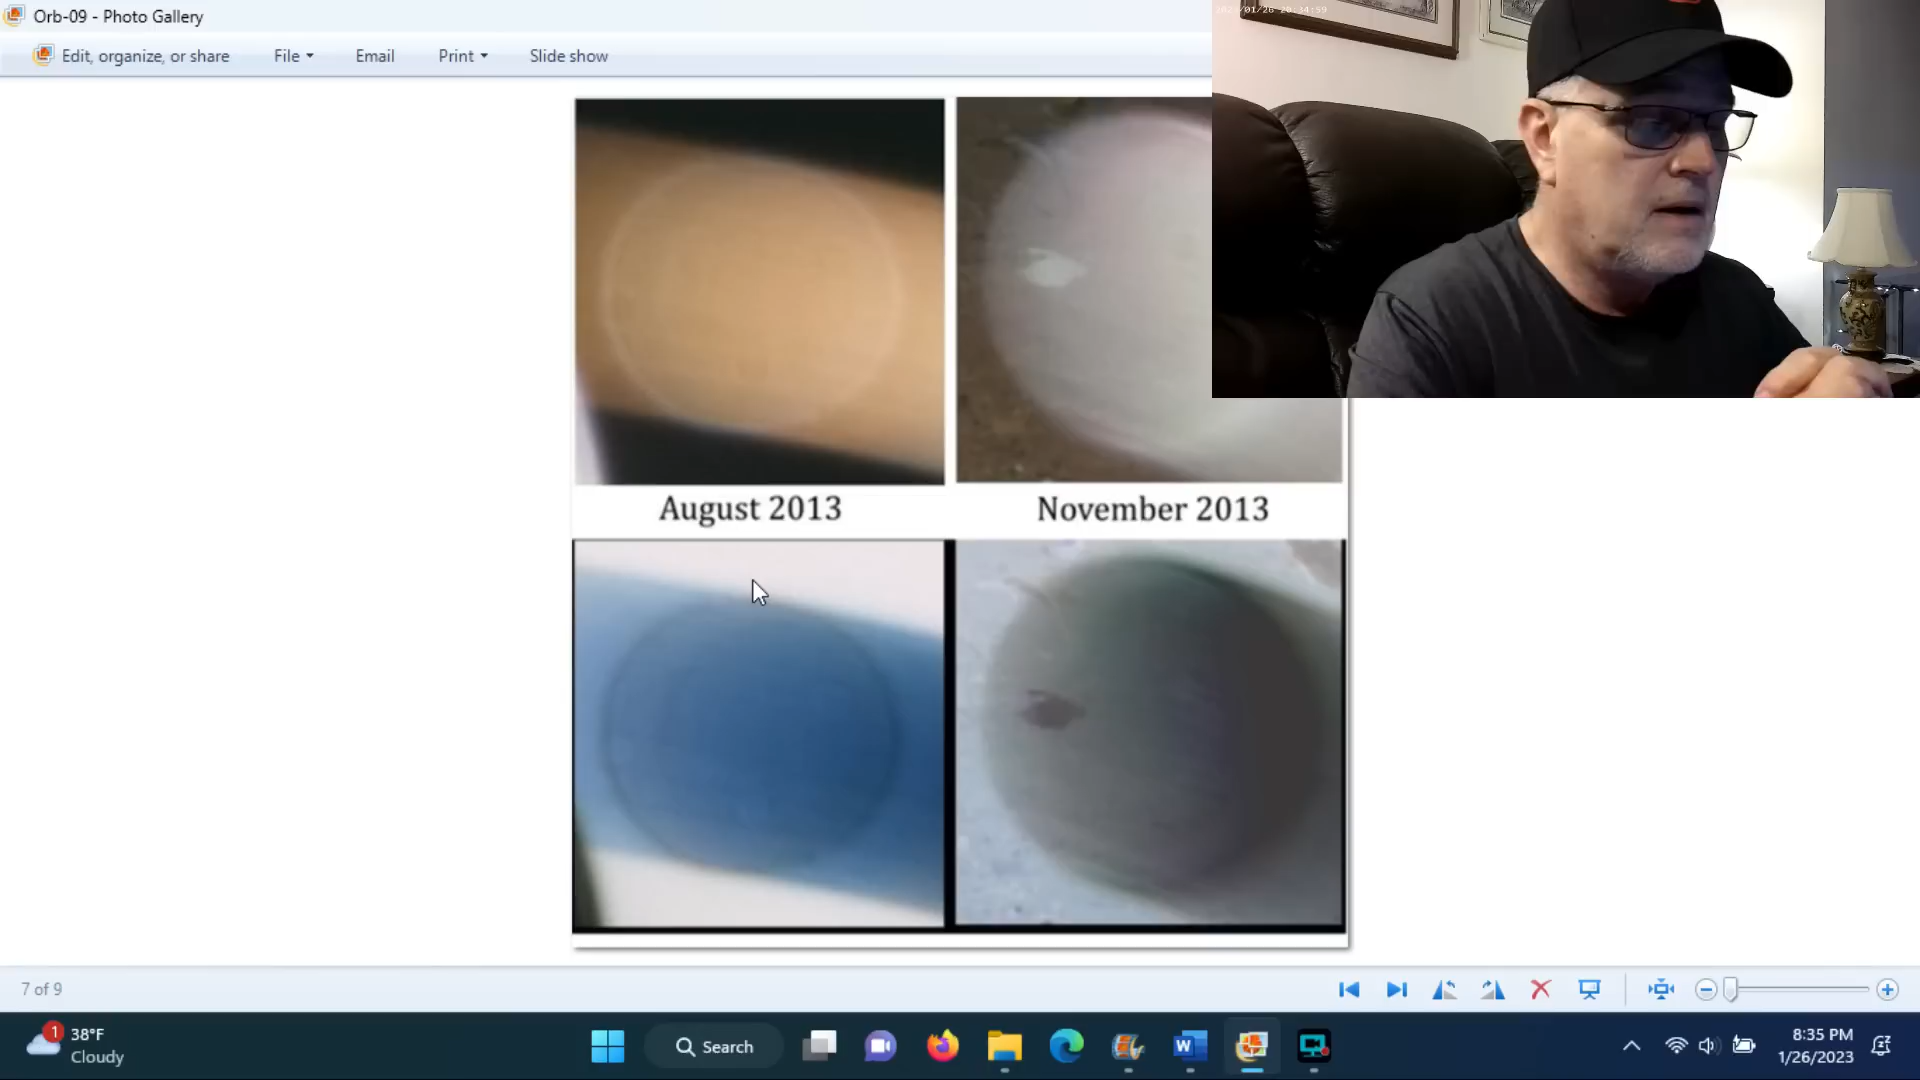 Orb-09 - Photo Gallery
Edit, organize, or share File Email Print Slide show
August 2013 November 2013
7 of 9
1
38°F
Cloudy
Search
W
8:35 PM
1/26/2023